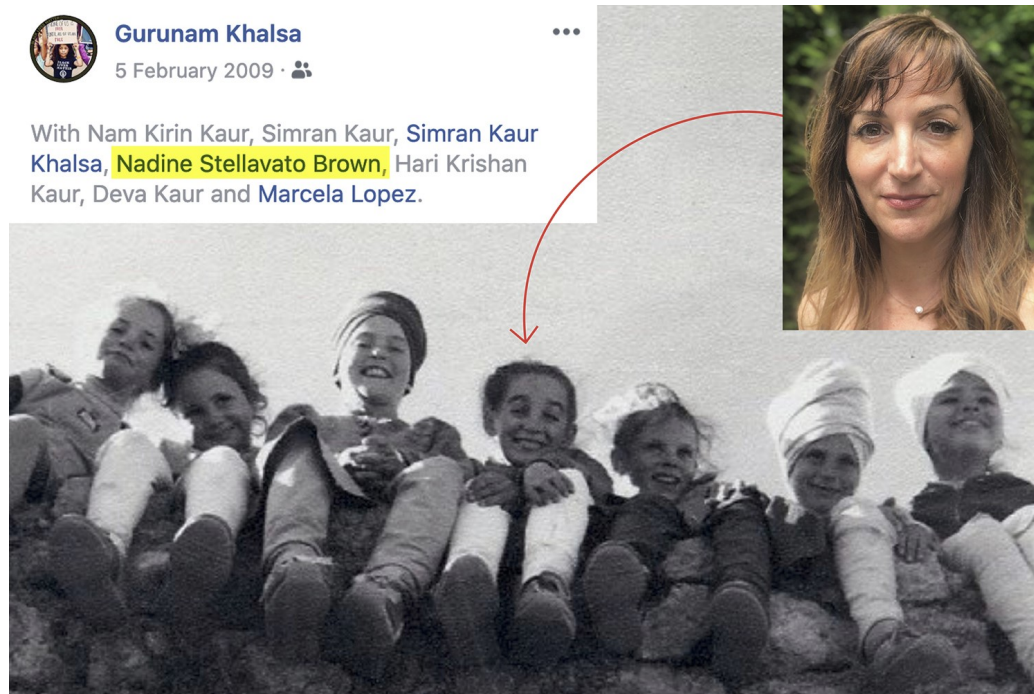 Gurunam Khalsa
5 February 2009 ·
With Nam Kirin Kaur, Simran Kaur, Simran Kaur
Khalsa, Nadine Stellavato Brown, Hari Krishan
Kaur, Deva Kaur and Marcela Lopez.